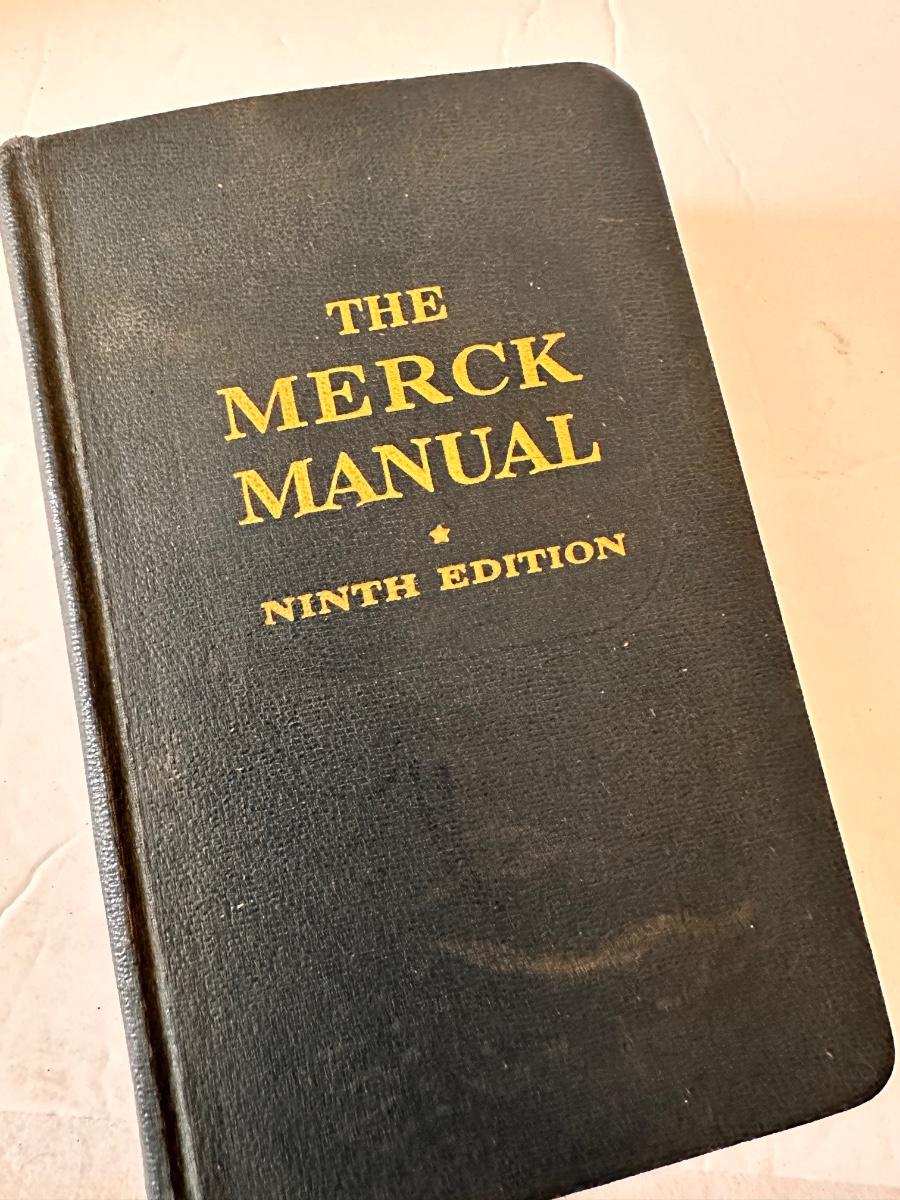 THE
MERCK
MANUAL
★
NINTH EDITION